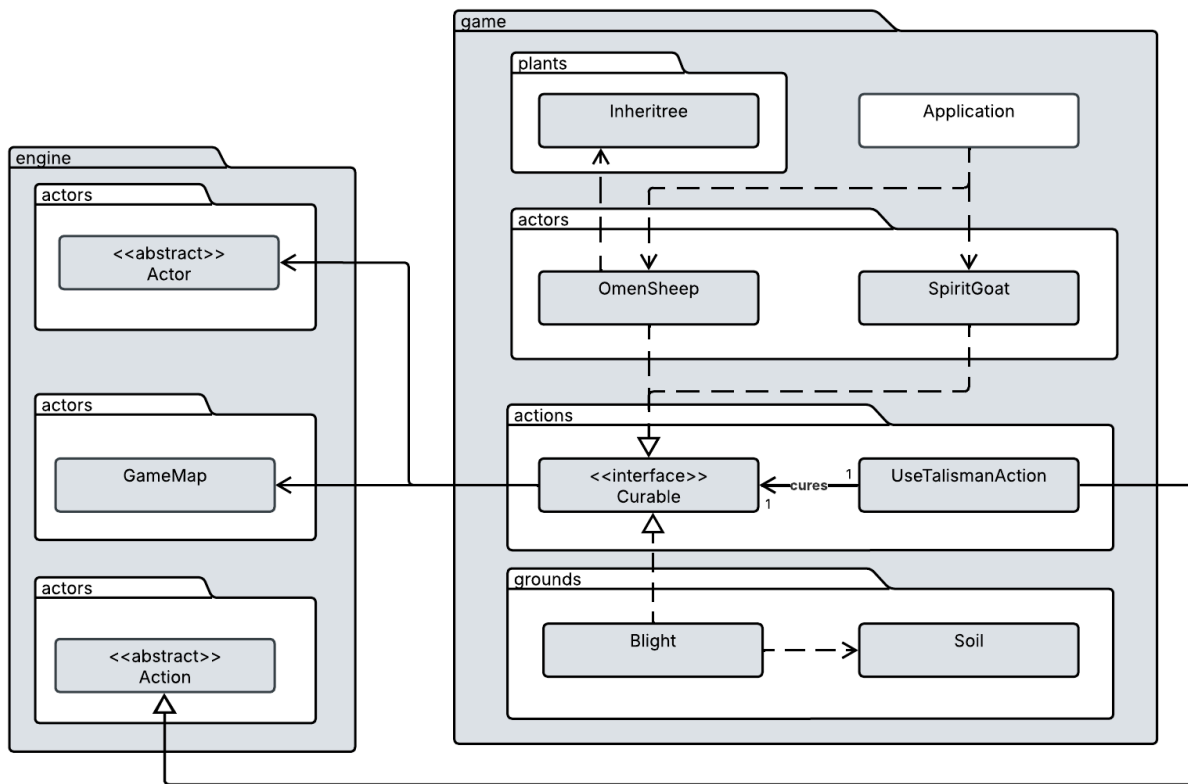 game
plants
Inheritree
Application
engine
actors
<<abstract>>
Actor
actors
OmenSheep
SpiritGoat
actors
GameMap
actions
<<interface>>
Curable
cures
1
1
UseTalismanAction
actors
<<abstract>>
Action
grounds
Blight
Soil